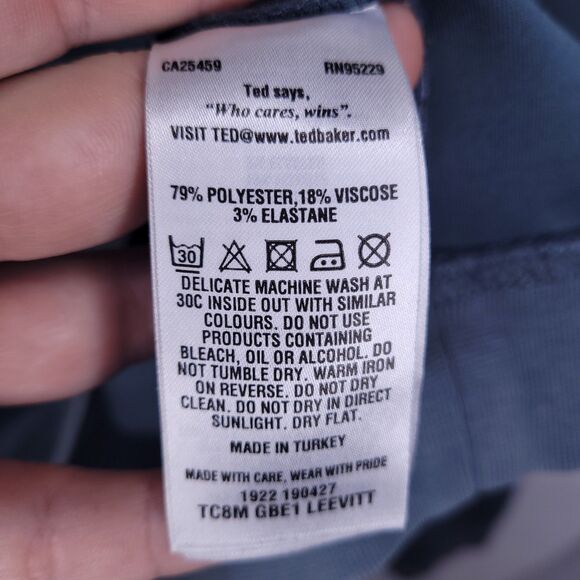 CA25459 RN95229
Ted says,
"Who cares, wins".
VISIT TED@www.tedbaker.com
79% POLYESTER,18% VISCOSE
3% ELASTANE
30
DELICATE MACHINE WASH AT
30C INSIDE OUT WITH SIMILAR
COLOURS. DO NOT USE
PRODUCTS CONTAINING
BLEACH, OIL OR ALCOHOL. DO
NOT TUMBLE DRY. WARM IRON
ON REVERSE. DO NOT DRY
CLEAN. DO NOT DRY IN DIRECT
SUNLIGHT. DRY FLAT.
MADE IN TURKEY
MADE WITH CARE, WEAR WITH PRIDE
1922 190427
TC8M GBE1 LEEVITT